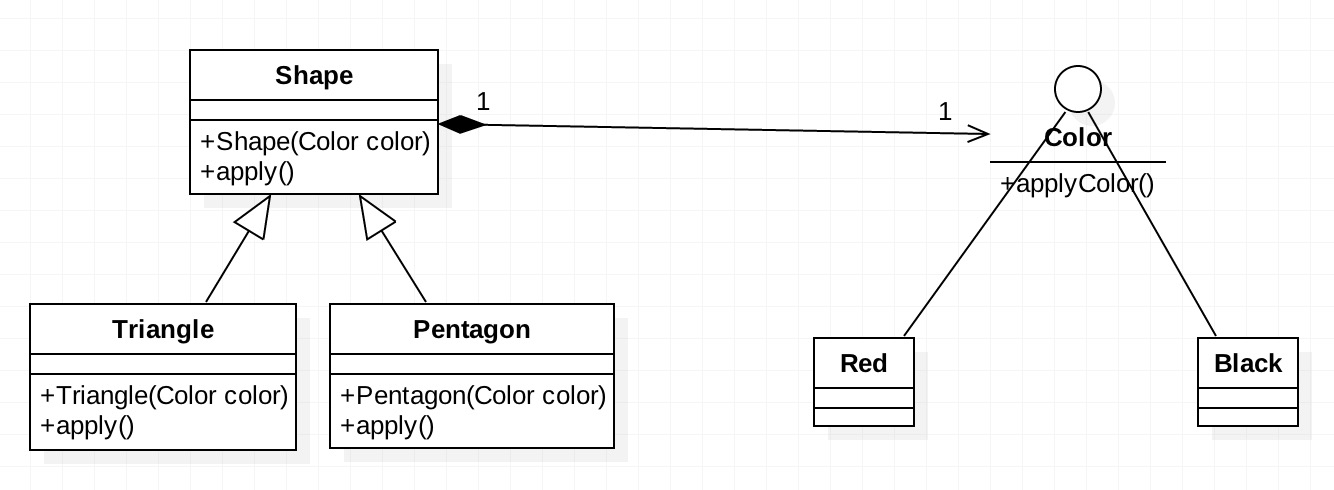 Shape
+Shape(Color color)
+apply()
1
1
Color
+applyColor()
Triangle
+Triangle(Color color)
+apply()
Pentagon
+Pentagon(Color color)
+apply()
Red
Black